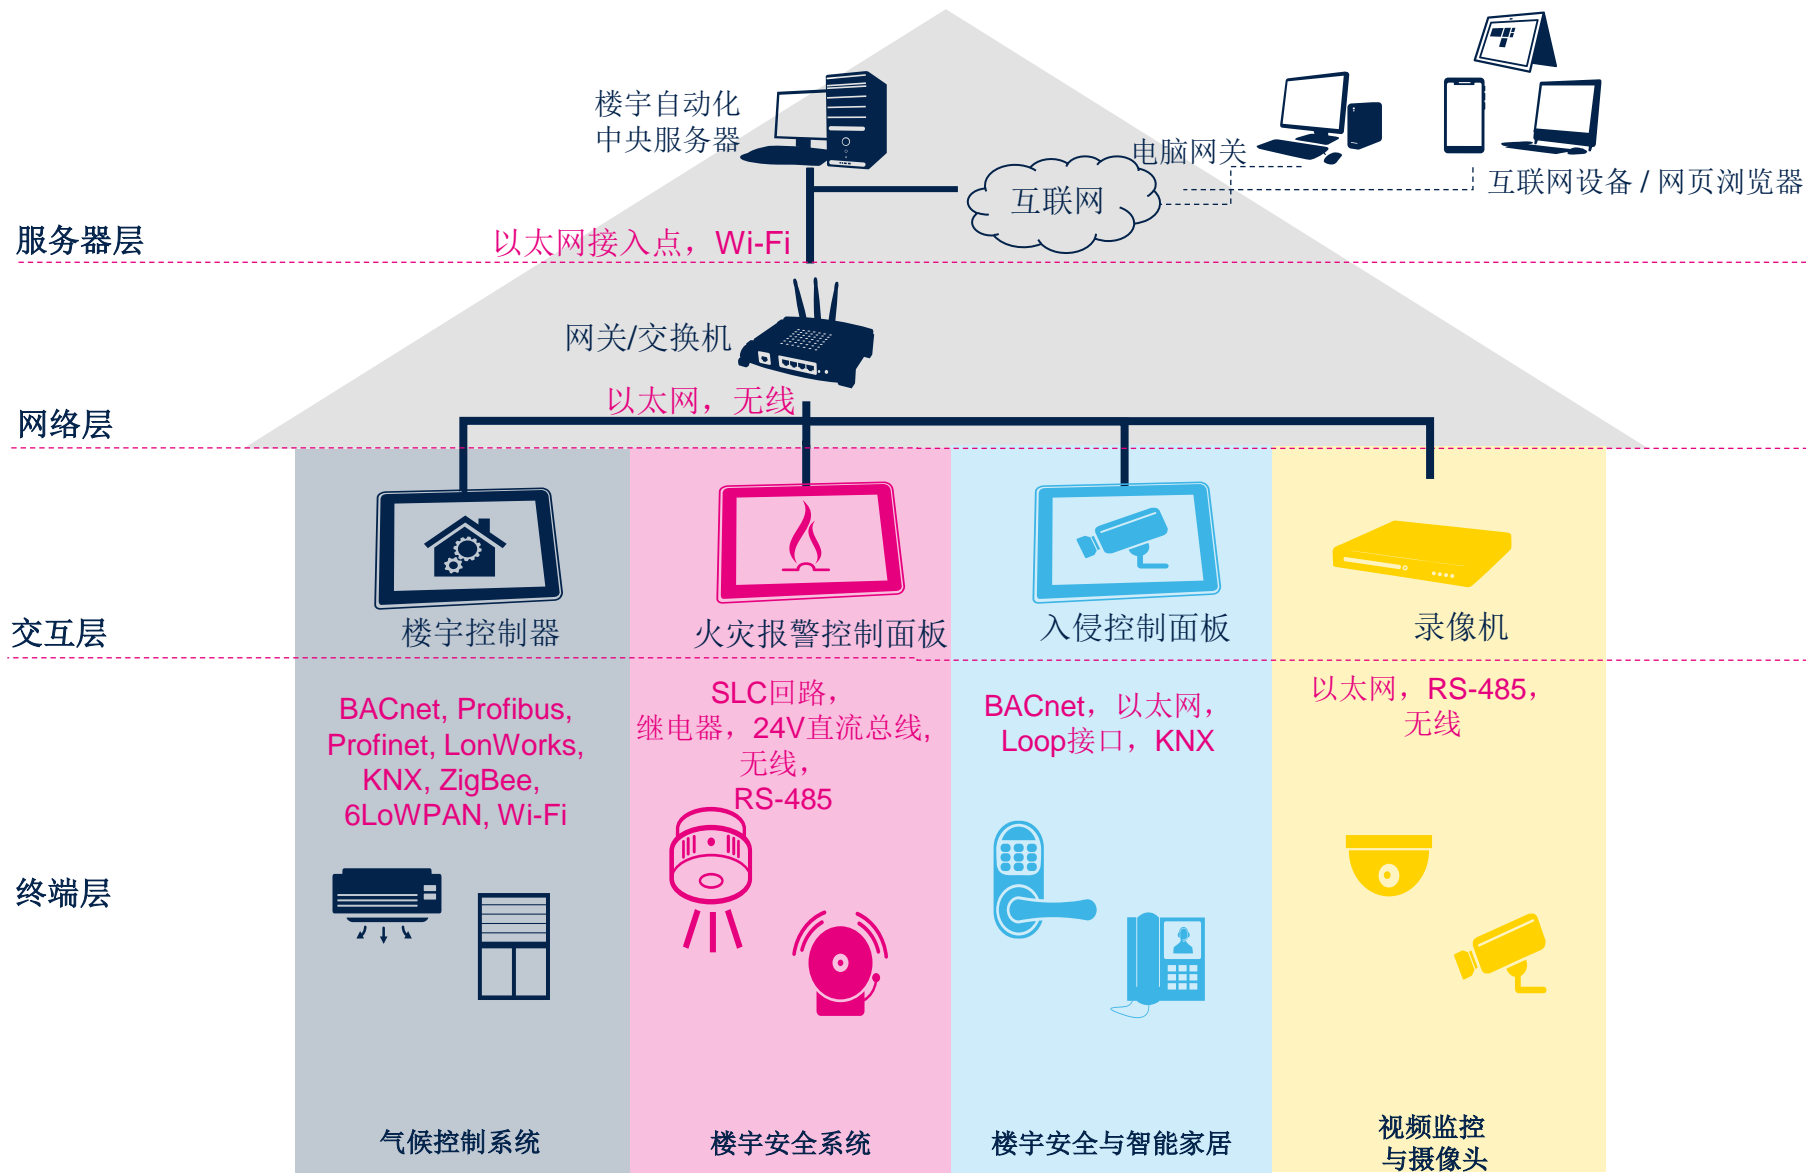 楼宇自动化
中央服务器
电脑网关
互联网
互联网设备 / 网页浏览器
服务器层
以太网接入点，Wi-Fi
网关/交换机
以太网，无线
网络层
交互层
楼宇控制器
火灾报警控制面板
入侵控制面板
录像机
BACnet, Profibus,
Profinet, LonWorks,
KNX, ZigBee,
6LoWPAN, Wi-Fi
SLC回路，
继电器，24V直流总线,
无线，
RS-485
BACnet，以太网，
Loop接口，KNX
以太网，RS-485，
无线
终端层
气候控制系统
楼宇安全系统
楼宇安全与智能家居
视频监控
与摄像头